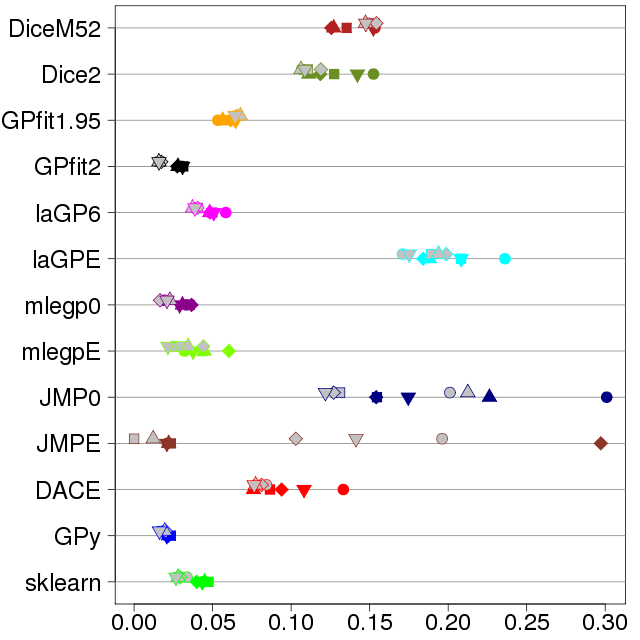 DiceM52
Dice2
GPfit1.95
GPfit2
laGP6
laGPE
mlegp0
mlegpE
JMP0
JMPE
DACE
GPy
sklearn
0.00 0.05 0.10 0.15 0.20 0.25 0.30